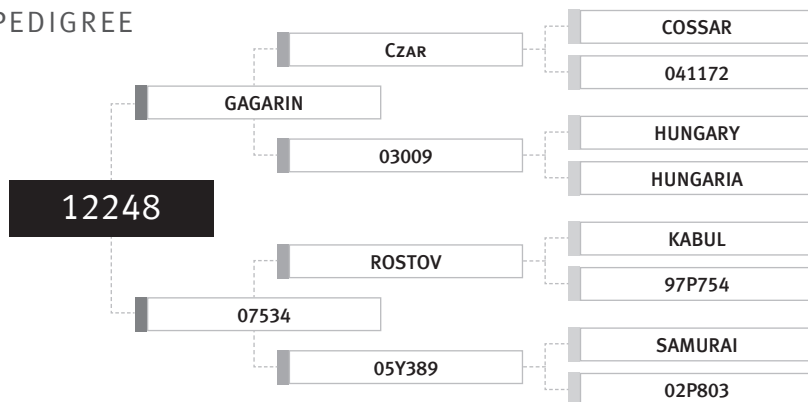 PEDIGREE
COSSAR
CZAR
041172
GAGARIN
HUNGARY
03009
HUNGARIA
12248
KABUL
ROSTOV
97P754
07534
SAMURAI
05Y389
02P803